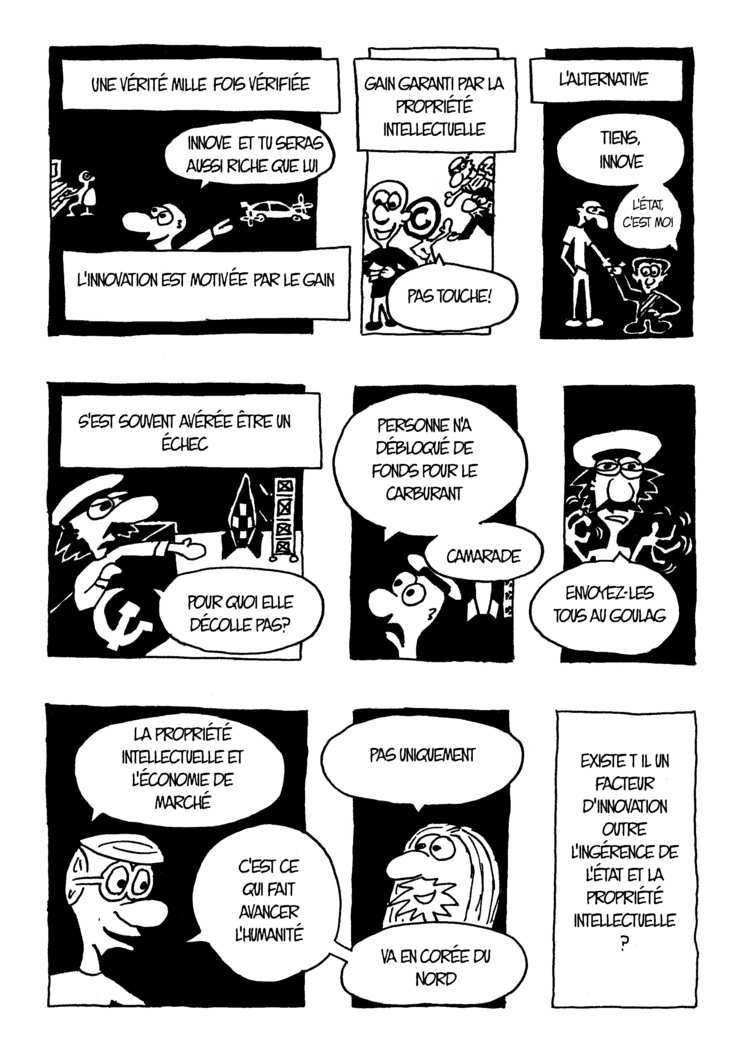 UNE VÉRITÉ MILLE FOIS VÉRIFIÉE
INNOVE ET TU SERAS
AUSSI RICHE QUE LUI
L'INNOVATION EST MOTIVÉE PAR LE GAIN
GAIN GARANTI PAR LA
PROPRIÉTÉ
INTELLECTUELLE
C C
PAS TOUCHE!
L'ALTERNATIVE
TIENS,
INNOVE
L'ÉTAT,
C'EST MOI
S'EST SOUVENT AVÉRÉE ÊTRE UN
ÉCHEC
POUR QUOI ELLE
DÉCOLLE PAS?
PERSONNE N'A
DÉBLOQUÉ DE
FONDS POUR LE
CARBURANT
CAMARADE
ENVOYEZ-LES
TOUS AU GOULAG
LA PROPRIÉTÉ
INTELLECTUELLE ET
L'ÉCONOMIE DE
MARCHÉ
C'EST CE
QUI FAIT
AVANCER
L'HUMANITÉ
PAS UNIQUEMENT
VA EN CORÉE DU
NORD
EXISTE T IL UN
FACTEUR
D'INNOVATION
OUTRE
L'INGÉRENCE DE
L'ÉTAT ET LA
PROPRIÉTÉ
INTELLECTUELLE
?